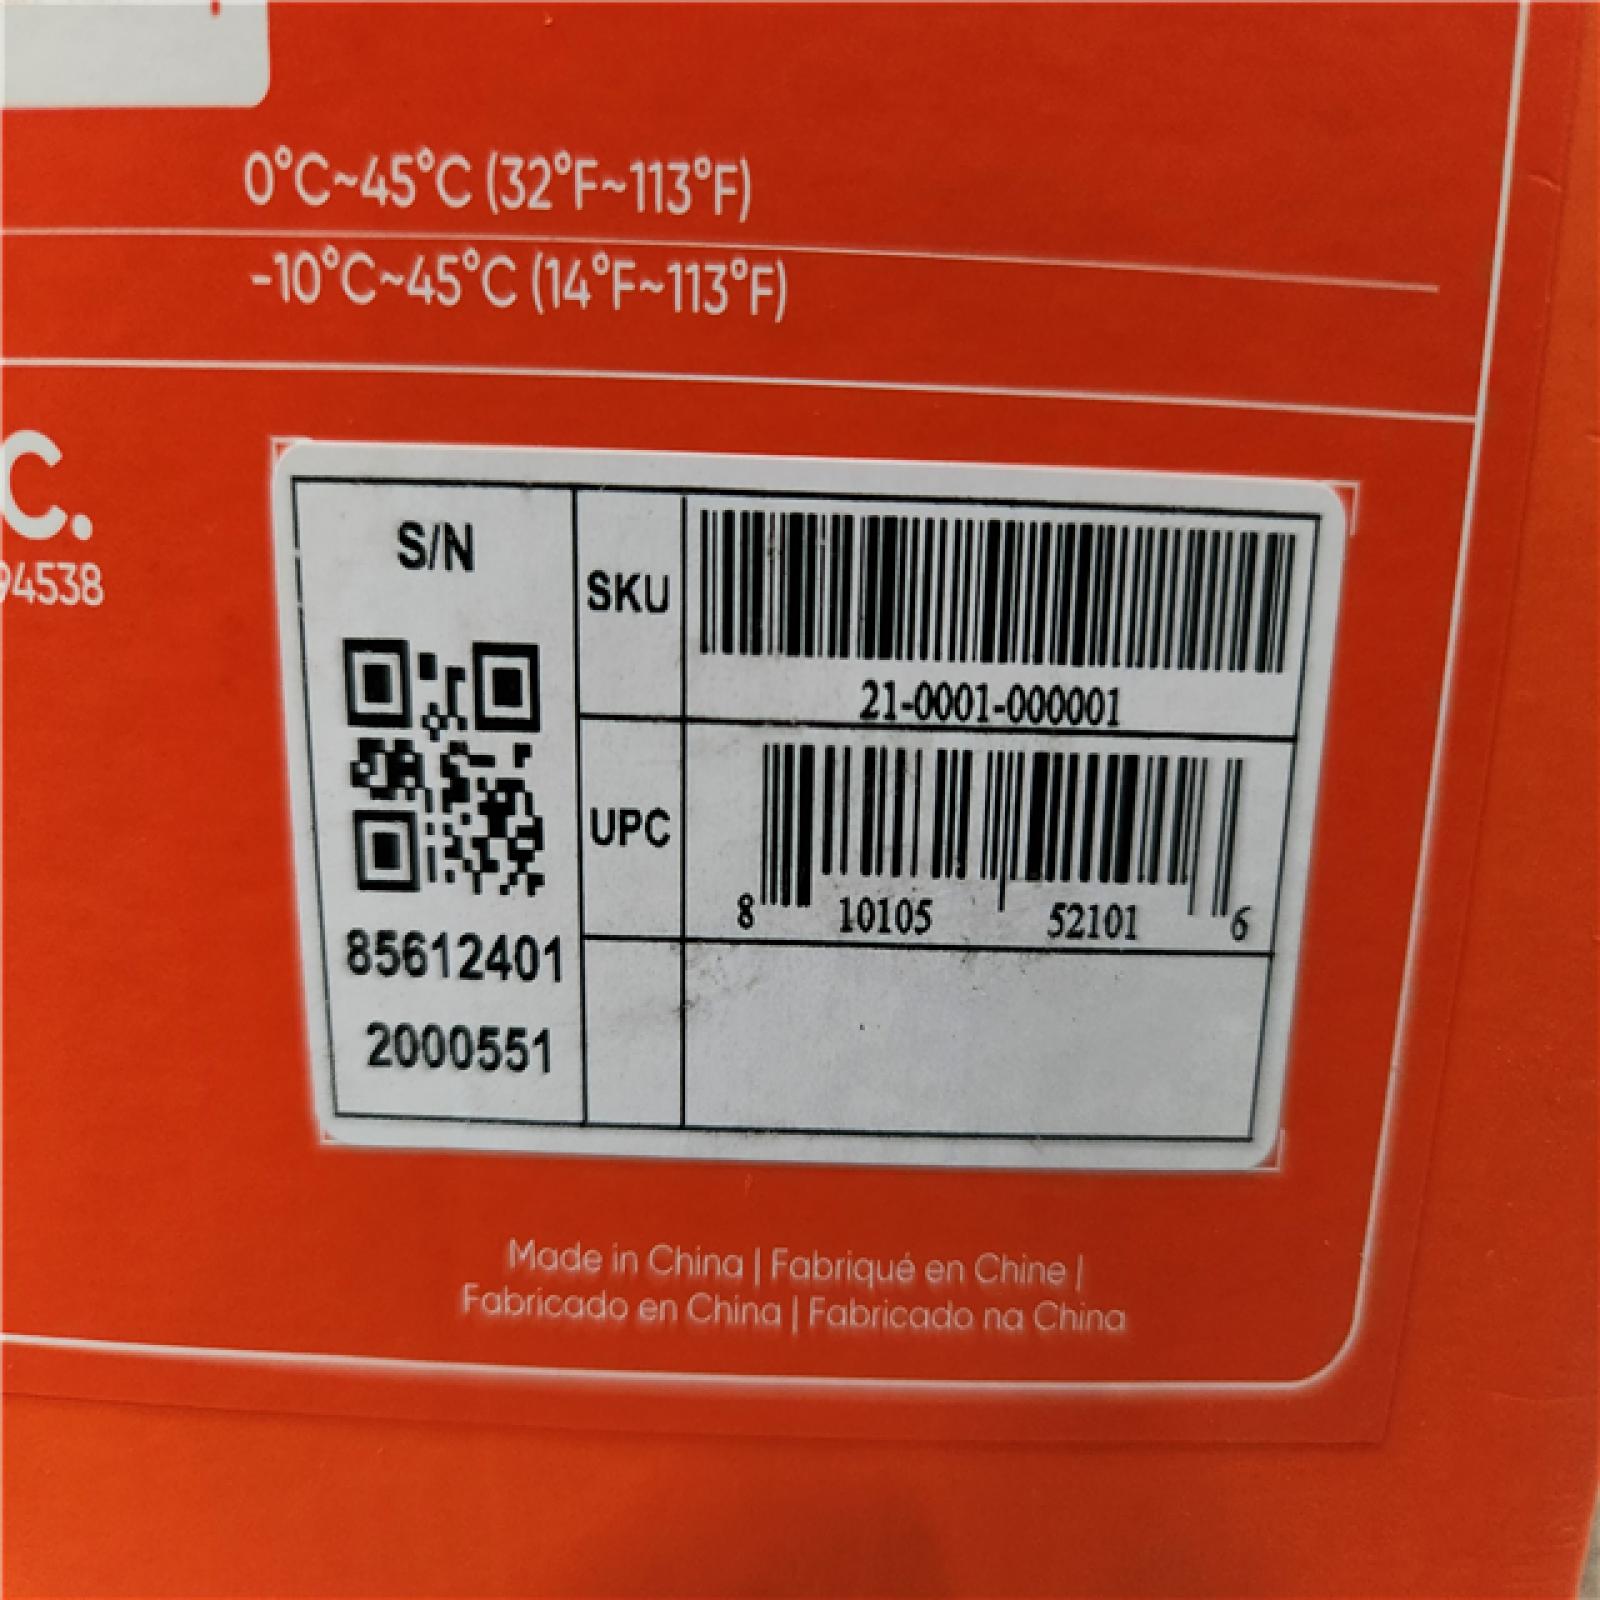 0°C~45°C (32°F~113°F)
-10°C~45°C (14°F~113°F)
C.
94538
S/N
85612401
2000551
SKU
21-0001-000001
UPC
8 10105 52101 6
Made in China | Fabriqué en Chine |
Fabricado en China | Fabricado na China